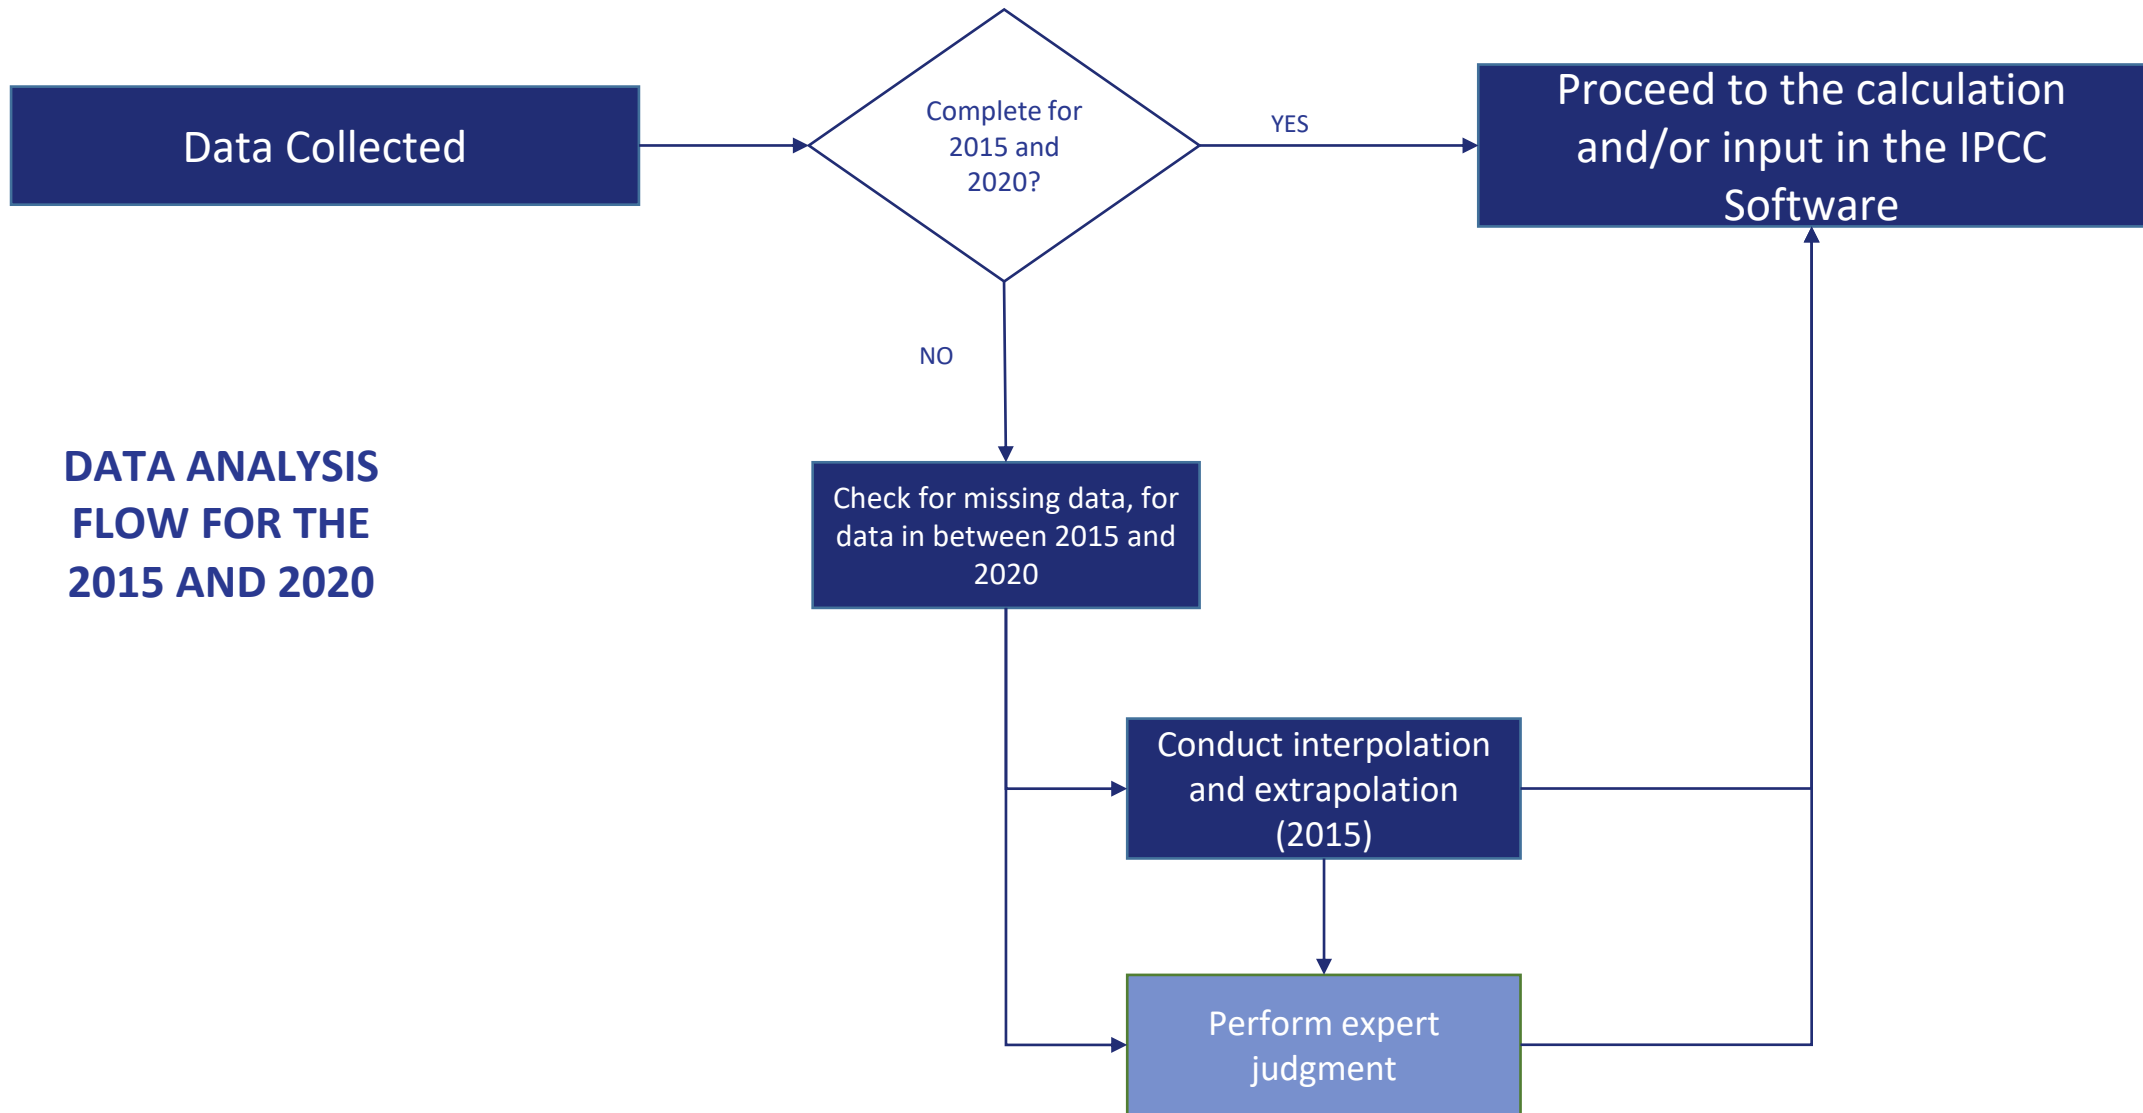 Data Collected
Complete for
2015 and
2020?
YES
Proceed to the calculation
and/or input in the IPCC
Software
NO
DATA ANALYSIS
FLOW FOR THE
2015 AND 2020
Check for missing data, for
data in between 2015 and
2020
Conduct interpolation
and extrapolation
(2015)
Perform expert
judgment